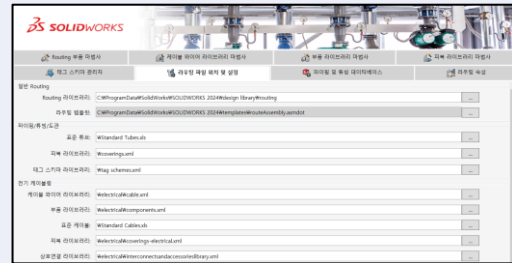 SOLIDWORKS
Routing 부품 마법사
케이블 와이어 라이브러리 마법사
부품 라이브러리 마법사
피복 라이브러리 마법사
태그 스키마 관리자
라우팅 파일 위치 및 설정
파이핑 및 튜빙 데이터베이스
라우팅 속성
일반 Routing
Routing 라이브러리: C:₩ProgramData₩SolidWorks₩SOLIDWORKS 2024₩design library₩routing ...
라우팅 템플릿: C:₩ProgramData₩SolidWorks₩SOLIDWORKS 2024₩templates₩routeAssembly.asmdot ...
파이핑/튜빙/도관
표준 튜브: ₩Standard Tubes.xls ...
피복 라이브러리: ₩coverings.xml ...
태그 스키마 라이브러리: ₩tag schemes.xml ...
전기 케이블링
케이블 와이어 라이브러리: ₩electrical₩cable.xml ...
부품 라이브러리: ₩electrical₩components.xml ...
표준 케이블: ₩Standard Cables.xls ...
피복 라이브러리: ₩electrical₩coverings-electrical.xml ...
상호연결 라이브러리: ₩electrical₩interconnectsandaccessorieslibrary.xml ...